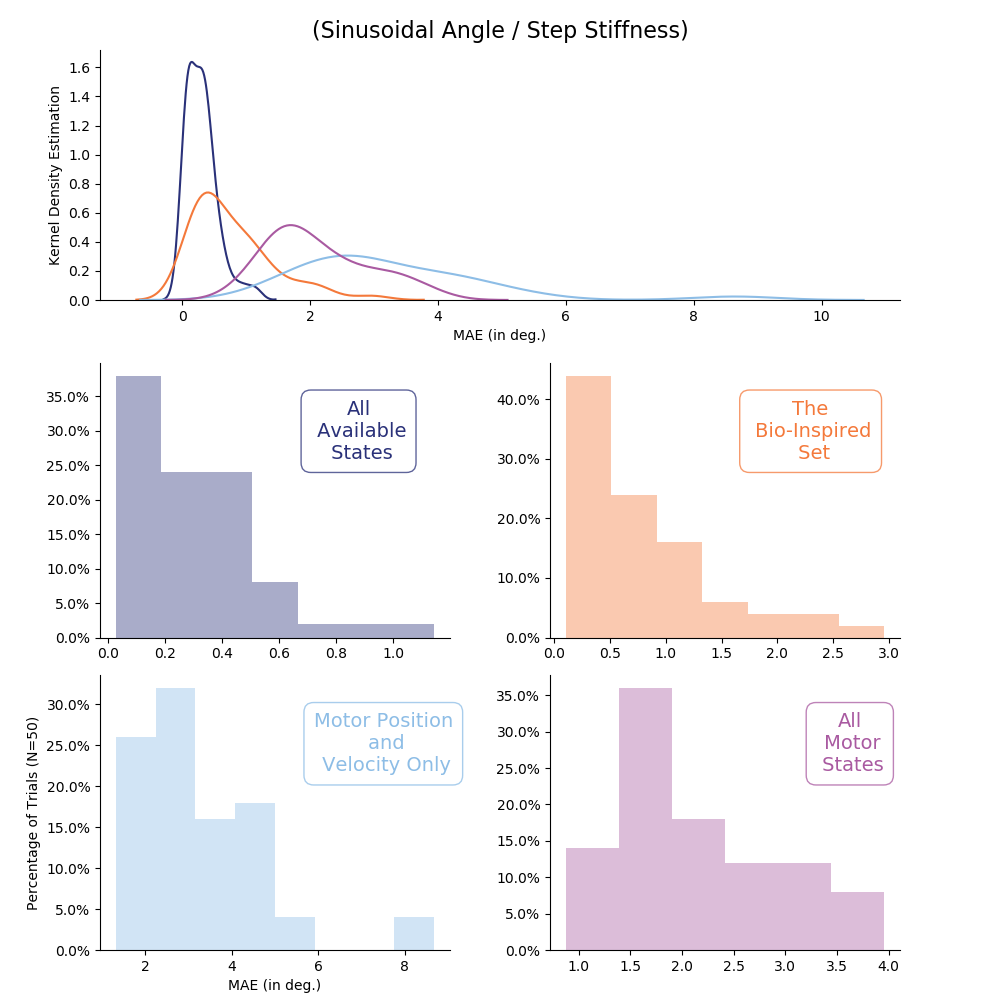 (Sinusoidal Angle / Step Stiffness)
Kernel Density Estimation
1.6
1.4
1.2
1.0
0.8
0.6
0.4
0.2
0.0
0 2 4 6 8 10
MAE (in deg.)
35.0%
30.0%
25.0%
20.0%
15.0%
10.0%
5.0%
0.0%
0.0 0.2 0.4 0.6 0.8 1.0
All
Available
States
40.0%
30.0%
20.0%
10.0%
0.0%
0.0 0.5 1.0 1.5 2.0 2.5 3.0
The
Bio-Inspired
Set
Percentage of Trials (N=50)
30.0%
25.0%
20.0%
15.0%
10.0%
5.0%
0.0%
2 4 6 8
MAE (in deg.)
Motor Position
and
Velocity Only
35.0%
30.0%
25.0%
20.0%
15.0%
10.0%
5.0%
0.0%
1.0 1.5 2.0 2.5 3.0 3.5 4.0
All
Motor
States